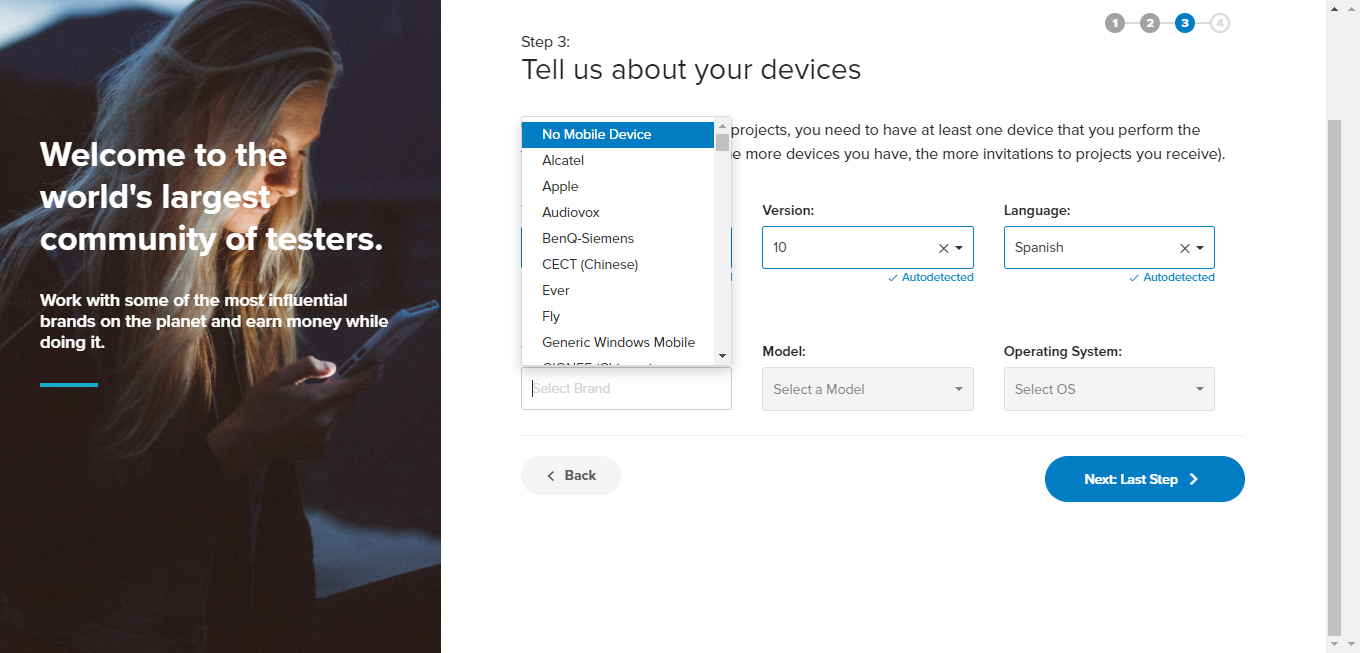 Welcome to the
world's largest
community of testers.
Work with some of the most influential
brands on the planet and earn money while
doing it.
1 2 3 4
Step 3:
Tell us about your devices
projects, you need to have at least one device that you perform the
more devices you have, the more invitations to projects you receive).
No Mobile Device
Alcatel
Apple
Audiovox
BenQ-Siemens
CECT (Chinese)
Ever
Fly
Generic Windows Mobile
Version:
Language:
10
Spanish
Autodetected
Autodetected
Model:
Operating System:
Select Brand
Select a Model
Select OS
Back
Next: Last Step